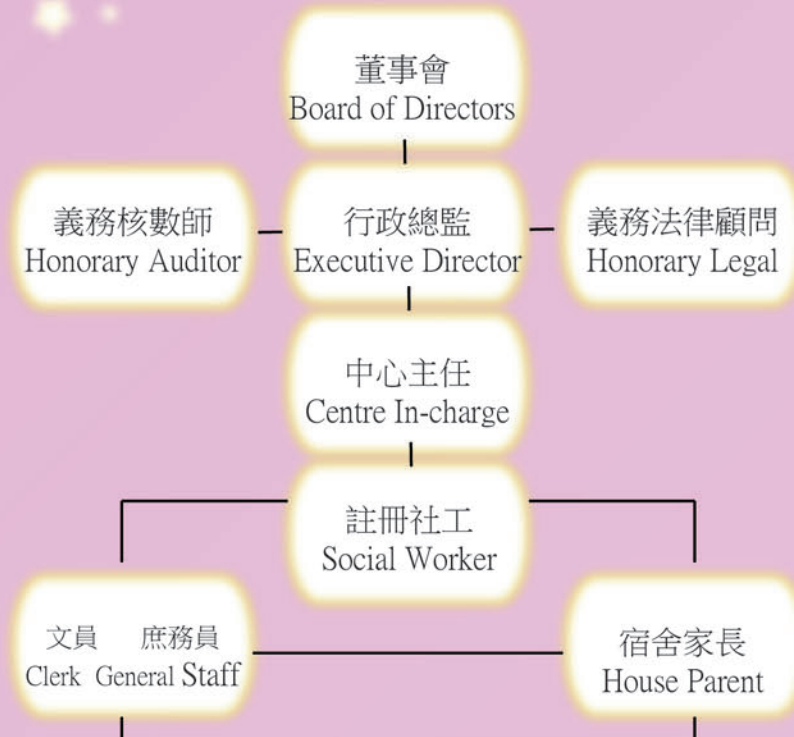 董事會
Board of Directors
義務核數師
Honorary Auditor
行政總監
Executive Director
義務法律顧問
Honorary Legal
中心主任
Centre In-charge
註冊社工
Social Worker
文員 庶務員
Clerk General Staff
宿舍家長
House Parent